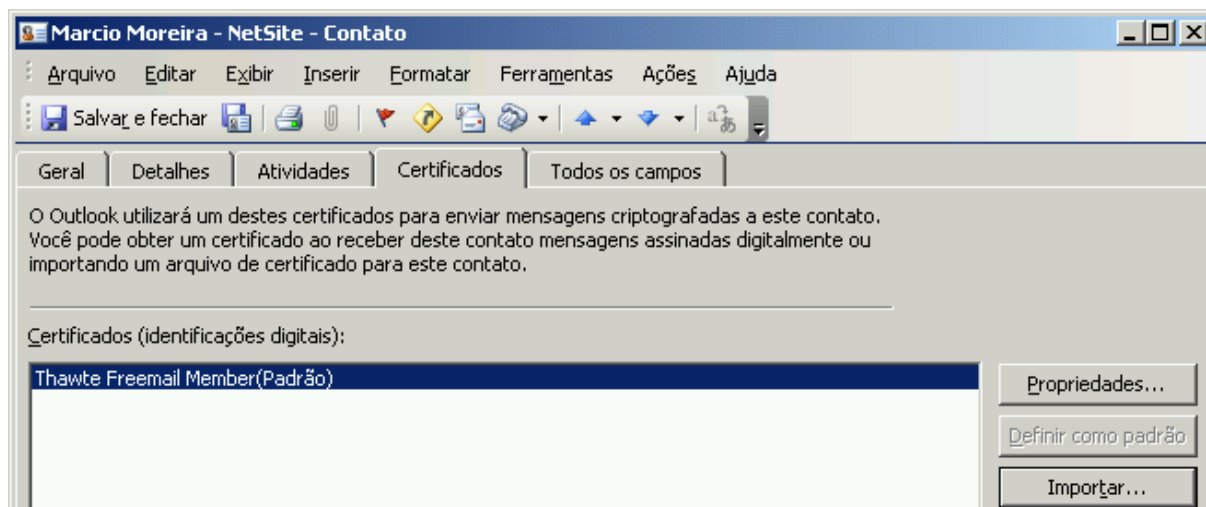 Marcio Moreira - NetSite - Contato
Arquivo Editar Exibir Inserir Formatar Ferramentas Ações Ajuda
Salvar e fechar
Geral Detalhes Atividades Certificados Todos os campos
O Outlook utilizará um destes certificados para enviar mensagens criptografadas a este contato.
Você pode obter um certificado ao receber deste contato mensagens assinadas digitalmente ou
importando um arquivo de certificado para este contato.
Certificados (identificações digitais):
Thawte Freemail Member(Padrão)
Propriedades...
Definir como padrão
Importar...